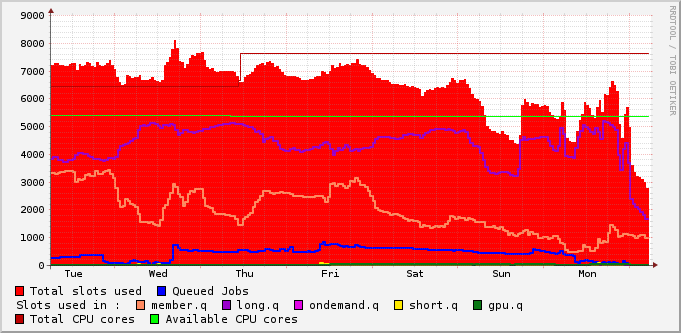 9000
8000
7000
6000
5000
4000
3000
2000
1000
0
Tue Wed Thu Fri Sat Sun Mon
Total slots used Queued Jobs
Slots used in : member.q long.q ondemand.q short.q gpu.q
Total CPU cores Available CPU cores
RRDTOOL / TOBI OETIKER